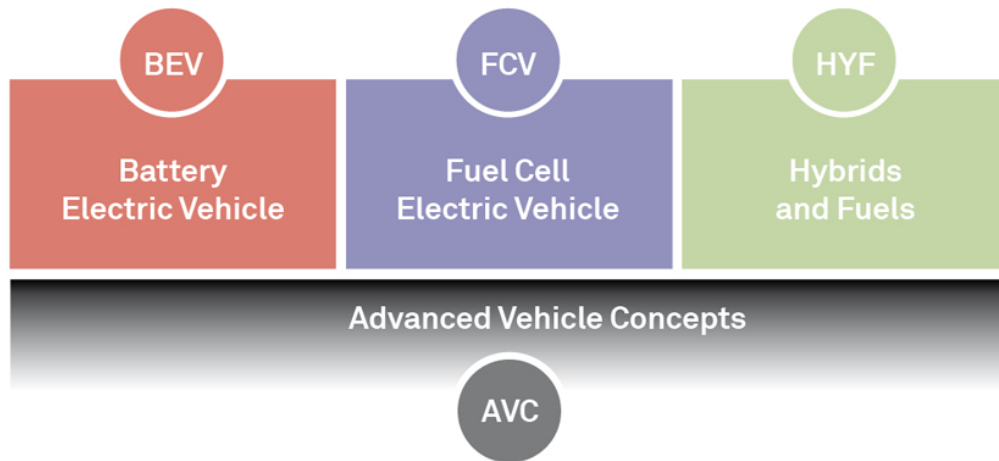 BEV
FCV
HYF
Battery
Electric Vehicle
Fuel Cell
Electric Vehicle
Hybrids
and Fuels
Advanced Vehicle Concepts
AVC